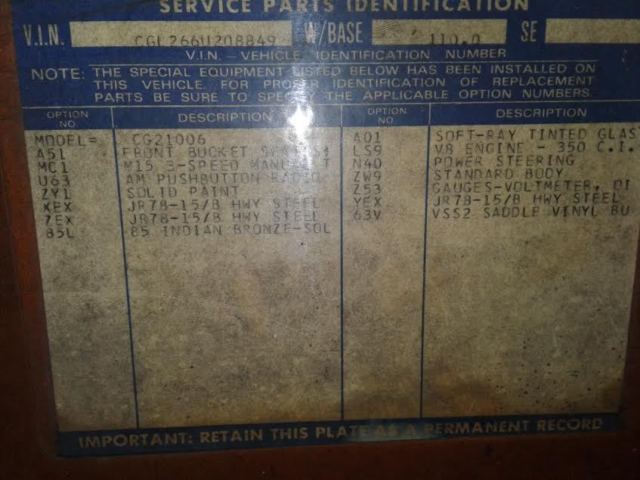 SERVICE PARTS IDENTIFICATION
V.I.N. CGL266U208849 W/BASE 110.0 SE
V.I.N. - VEHICLE IDENTIFICATION NUMBER
NOTE: THE SPECIAL EQUIPMENT LISTED BELOW HAS BEEN INSTALLED ON
THIS VEHICLE. FOR PROPER IDENTIFICATION OF REPLACEMENT
PARTS BE SURE TO SPECIFY THE APPLICABLE OPTION NUMBERS.
OPTION NO. DESCRIPTION OPTION NO. DESCRIPTION
MODEL= CG21006 A01 SOFT-RAY TINTED GLAS
A51 FRONT BUCKET LS9 V8 ENGINE - 350 C.I.
MC1 M15 3-SPEED N40 POWER STEERING
U63 AM PUSHBUTTON RADIO ZW9 STANDARD BODY
ZY1 SOLID PAINT Z53 GAUGES-VOLTMETER, OI
XEX JR78-15/B HWY STEEL YEX JR78-15/B HWY STEEL
ZEX JR78-15/B HWY STEEL 63V VSS2 SADDLE VINYL BU
85L 85 INDIAN BRONZE-SOL
IMPORTANT: RETAIN THIS PLATE AS A PERMANENT RECORD